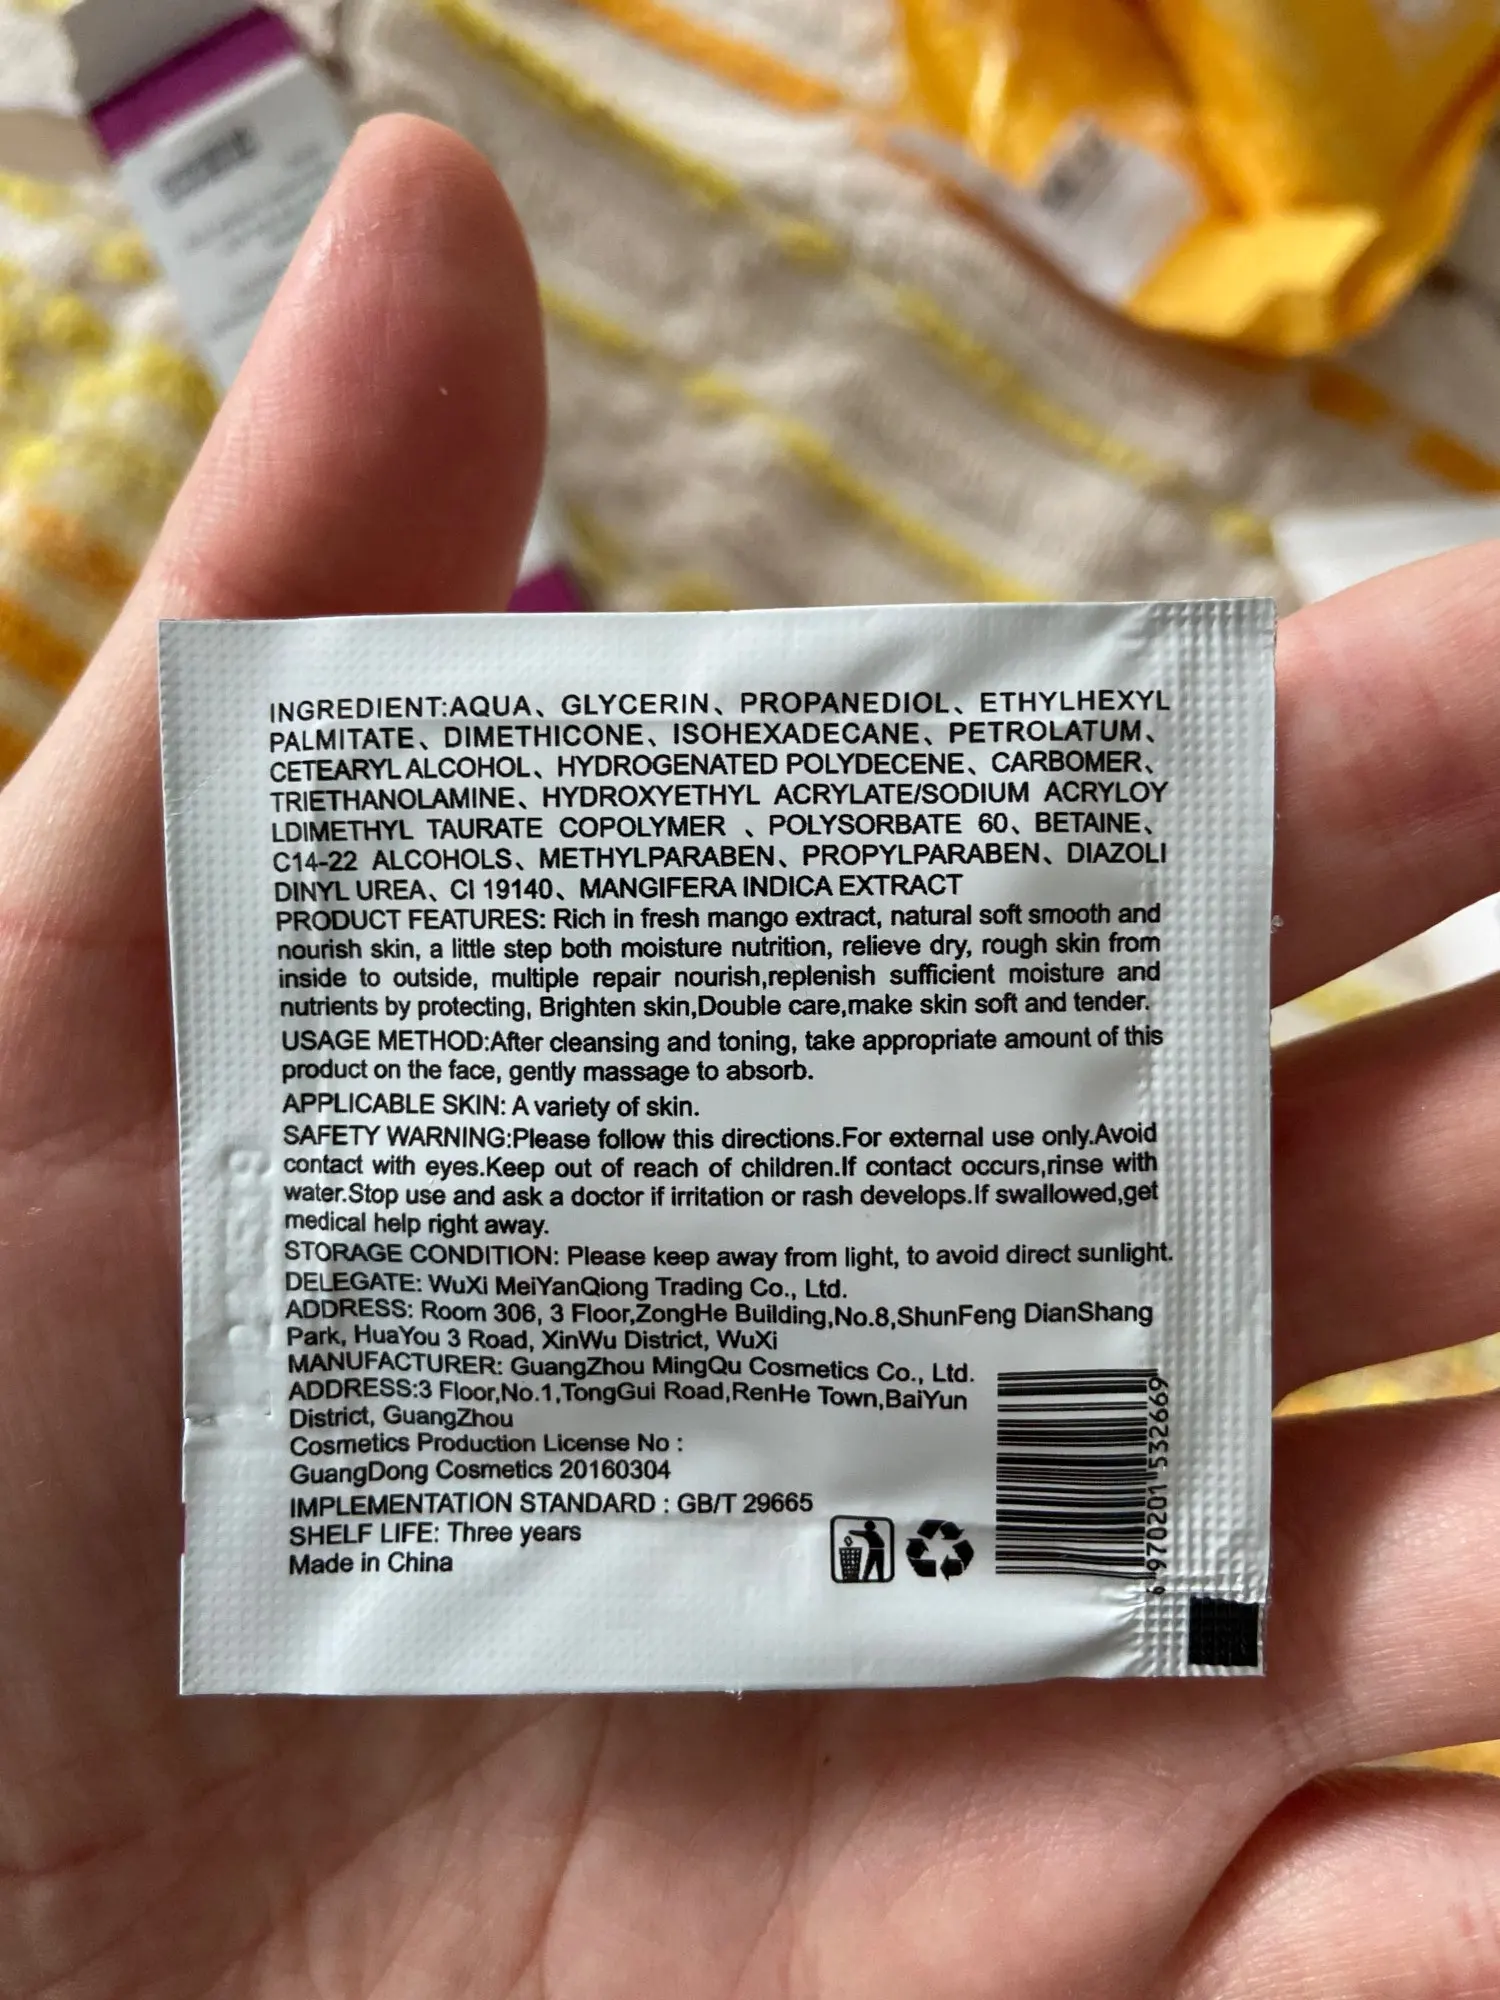 INGREDIENT:AQUA、GLYCERIN、PROPANEDIOL、ETHYLHEXYL
PALMITATE、DIMETHICONE、ISOHEXADECANE、PETROLATUM、
CETEARYL ALCOHOL、HYDROGENATED POLYDECENE、CARBOMER、
TRIETHANOLAMINE、HYDROXYETHYL ACRYLATE/SODIUM ACRYLOY
LDIMETHYL TAURATE COPOLYMER 、POLYSORBATE 60、BETAINE、
C14-22 ALCOHOLS、METHYLPARABEN、PROPYLPARABEN、DIAZOLI
DINYL UREA、CI 19140、MANGIFERA INDICA EXTRACT
PRODUCT FEATURES: Rich in fresh mango extract, natural soft smooth and
nourish skin, a little step both moisture nutrition, relieve dry, rough skin from
inside to outside, multiple repair nourish,replenish sufficient moisture and
nutrients by protecting, Brighten skin,Double care,make skin soft and tender.
USAGE METHOD:After cleansing and toning, take appropriate amount of this
product on the face, gently massage to absorb.
APPLICABLE SKIN: A variety of skin.
SAFETY WARNING:Please follow this directions.For external use only.Avoid
contact with eyes.Keep out of reach of children.If contact occurs,rinse with
water.Stop use and ask a doctor if irritation or rash develops.If swallowed,get
medical help right away.
STORAGE CONDITION: Please keep away from light, to avoid direct sunlight.
DELEGATE: WuXi MeiYanQiong Trading Co., Ltd.
ADDRESS: Room 306, 3 Floor,ZongHe Building,No.8,ShunFeng DianShang
Park, HuaYou 3 Road, XinWu District, WuXi
MANUFACTURER: GuangZhou MingQu Cosmetics Co., Ltd.
ADDRESS:3 Floor,No.1,TongGui Road,RenHe Town,BaiYun
District, GuangZhou
Cosmetics Production License No :
GuangDong Cosmetics 20160304
IMPLEMENTATION STANDARD : GB/T 29665
SHELF LIFE: Three years
Made in China
6 970201 532669